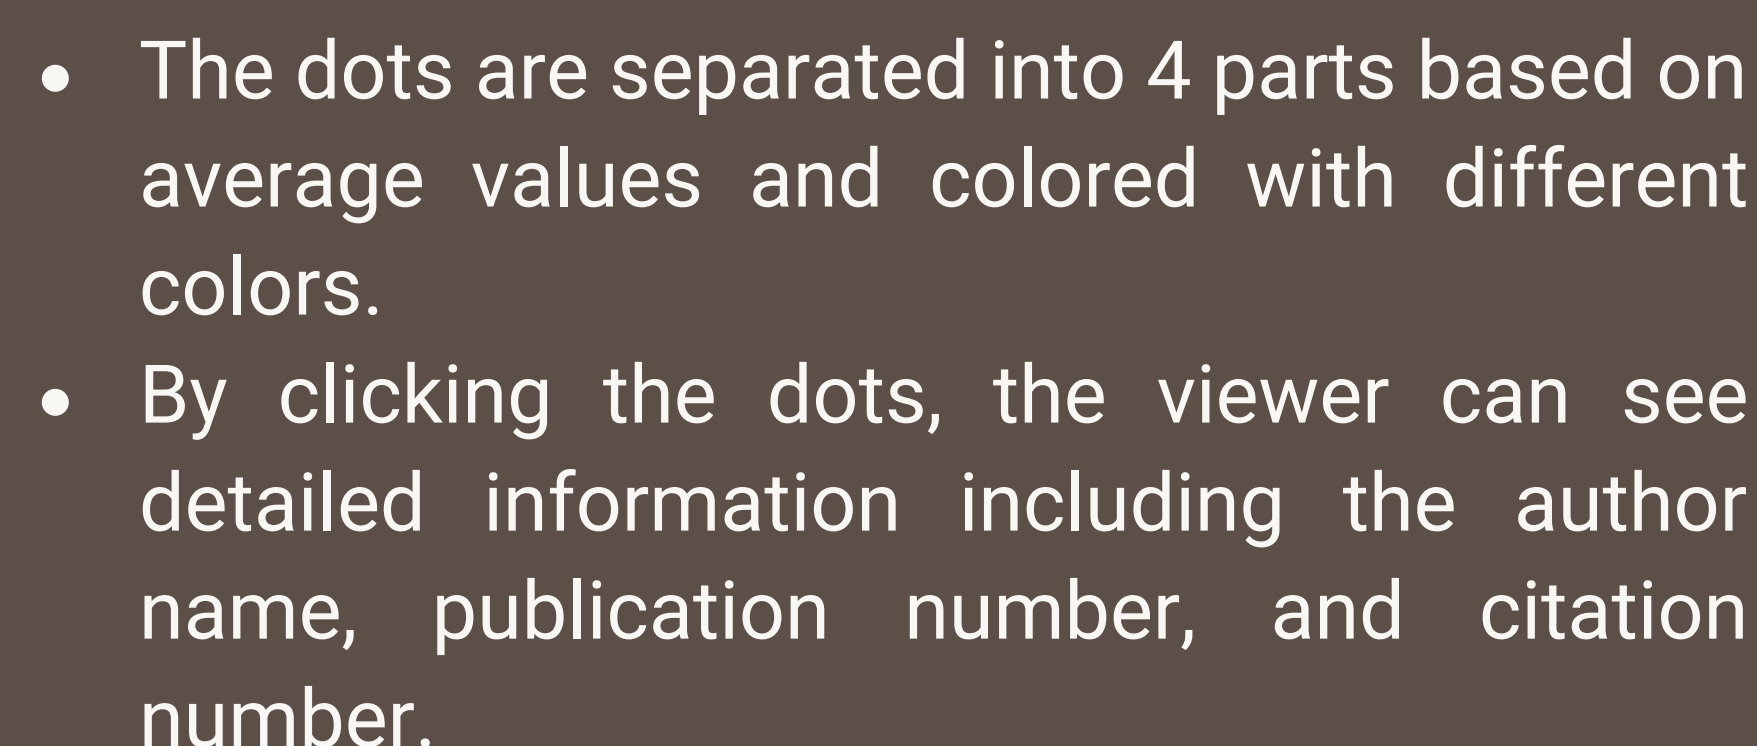 • The dots are separated into 4 parts based on
average values and colored with different
colors.
• By clicking the dots, the viewer can see
detailed information including the author
name, publication number, and citation
number.